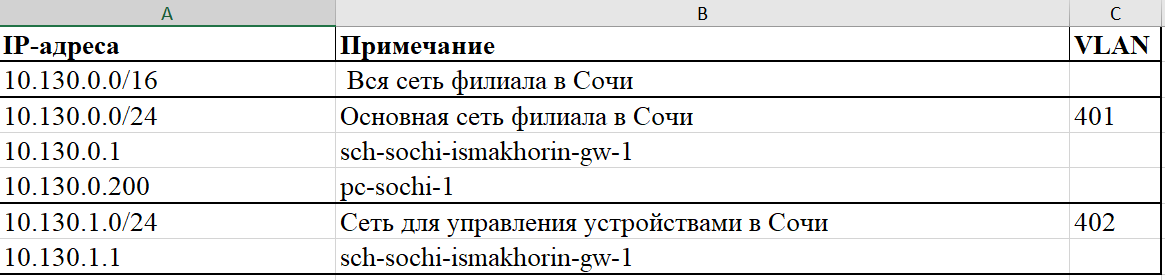 A B C
IP-адреса Примечание VLAN
10.130.0.0/16 Вся сеть филиала в Сочи
10.130.0.0/24 Основная сеть филиала в Сочи 401
10.130.0.1 sch-sochi-ismakhorin-gw-1
10.130.0.200 pc-sochi-1
10.130.1.0/24 Сеть для управления устройствами в Сочи 402
10.130.1.1 sch-sochi-ismakhorin-gw-1